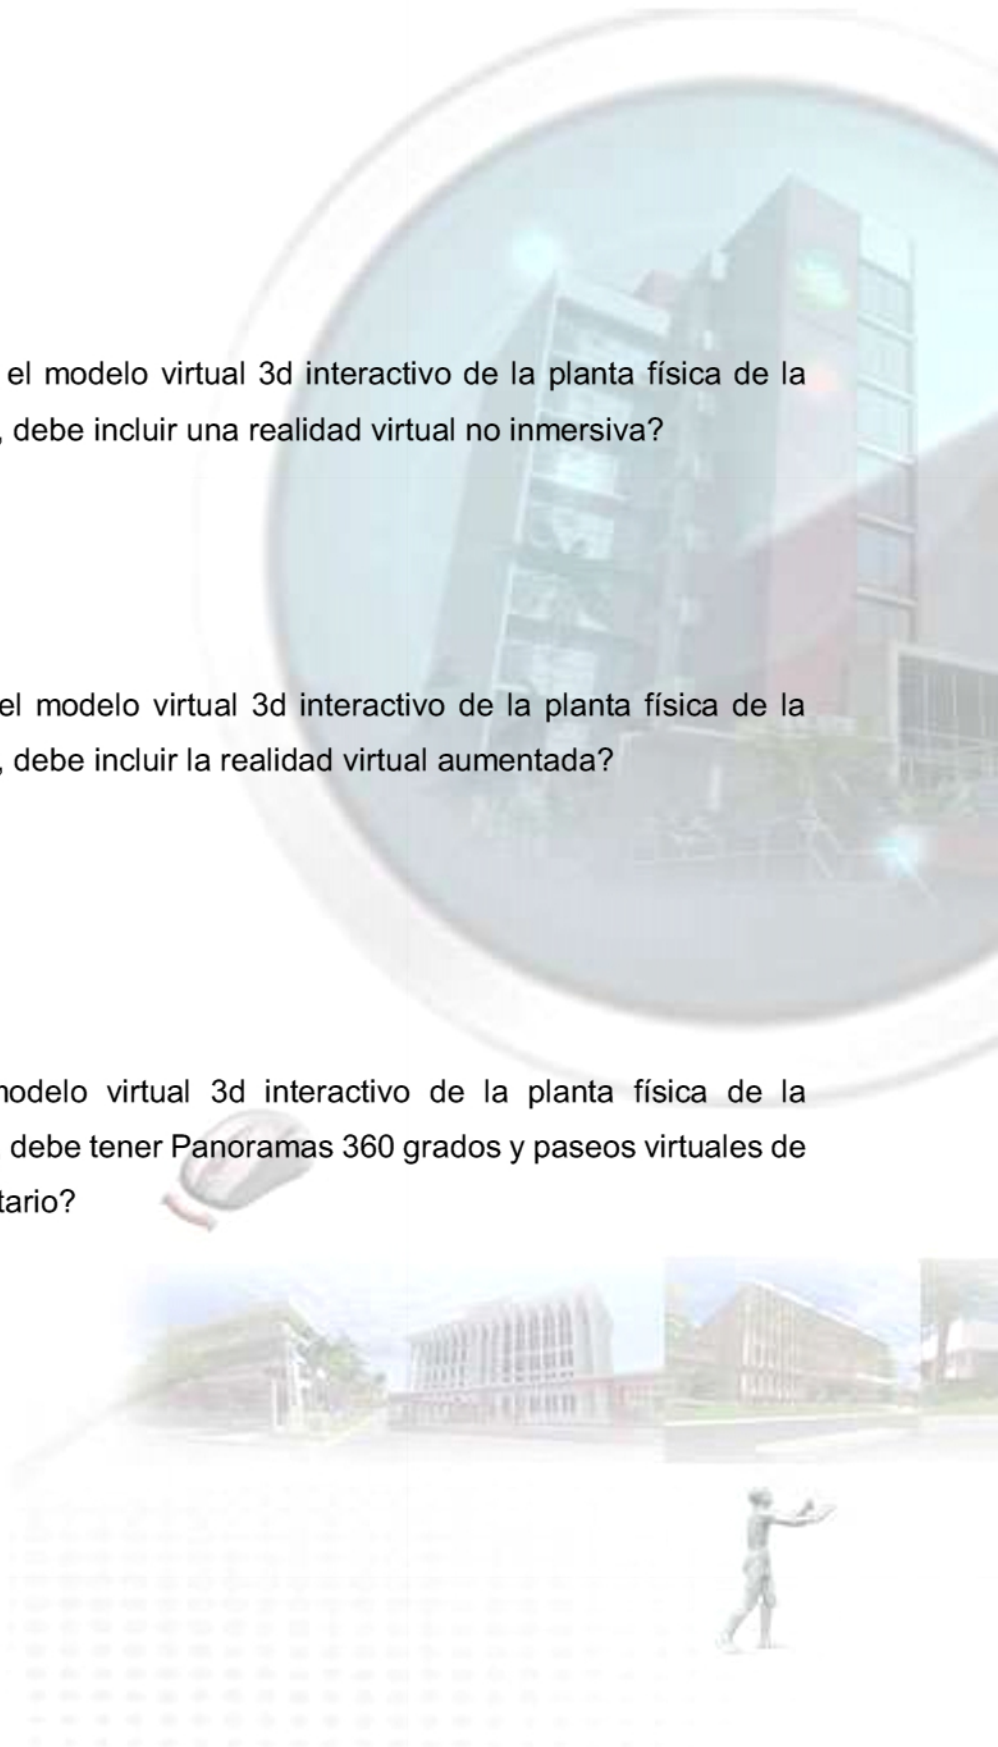 el modelo virtual 3d interactivo de la planta física de la
, debe incluir una realidad virtual no inmersiva?
el modelo virtual 3d interactivo de la planta física de la
, debe incluir la realidad virtual aumentada?
modelo virtual 3d interactivo de la planta física de la
debe tener Panoramas 360 grados y paseos virtuales de
tario?